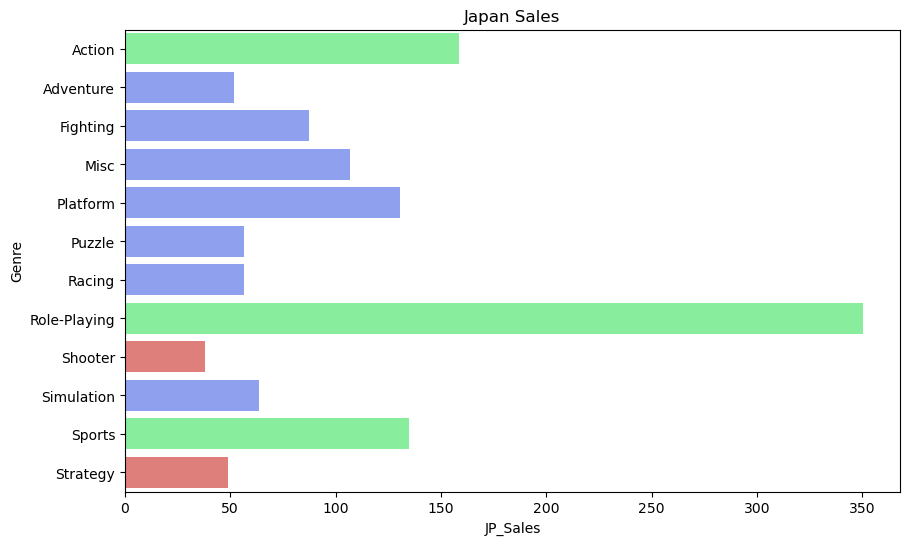 Japan Sales
Genre
Action
Adventure
Fighting
Misc
Platform
Puzzle
Racing
Role-Playing
Shooter
Simulation
Sports
Strategy
0 50 100 150 200 250 300 350
JP_Sales